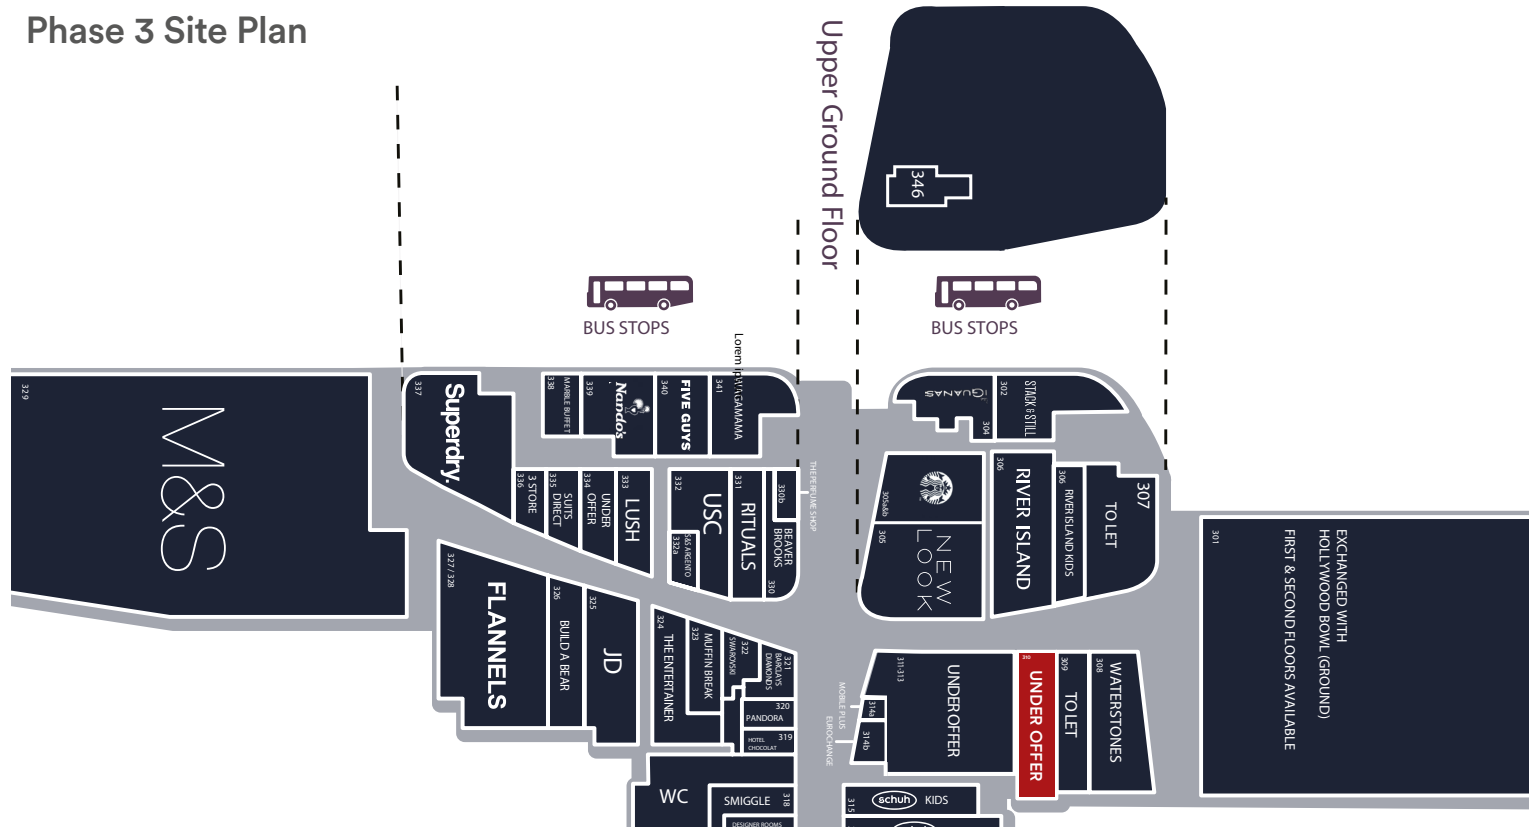 Phase 3 Site Plan
Upper Ground Floor
346
BUS STOPS
BUS STOPS
329
M&S
337
Superdry.
338
MARBLE BUFFET
339
Nando's
340
FIVE GUYS
341
Lorem ip
WAGAMAMA
IGUANAS
304
302
STACK & STILL
336
3 STORE
335
SUITS
DIRECT
334
UNDER
OFFER
333
LUSH
332
USC
332a
S&S ARGENTO
331
RITUALS
330b
BEAVER
BROOKS
330
THE PERFUME SHOP
305a&b
305
NEW
LOOK
306
RIVER ISLAND
306
RIVER ISLAND KIDS
307
TO LET
301
EXCHANGED WITH
HOLLYWOOD BOWL (GROUND)
FIRST & SECOND FLOORS AVAILABLE
327 / 328
FLANNELS
326
BUILD A BEAR
325
JD
324
THE ENTERTAINER
323
MUFFIN BREAK
322
SWAROVSKI
321
BARCLAYS
DIAMONDS
320
PANDORA
319
HOTEL
CHOCOLAT
MOBILE PLUS
EUROCHANGE
311-313
UNDER OFFER
314a
314b
310
UNDER OFFER
309
TO LET
308
WATERSTONES
WC
SMIGGLE
318
DESIGNER ROOMS
315
schuh
KIDS